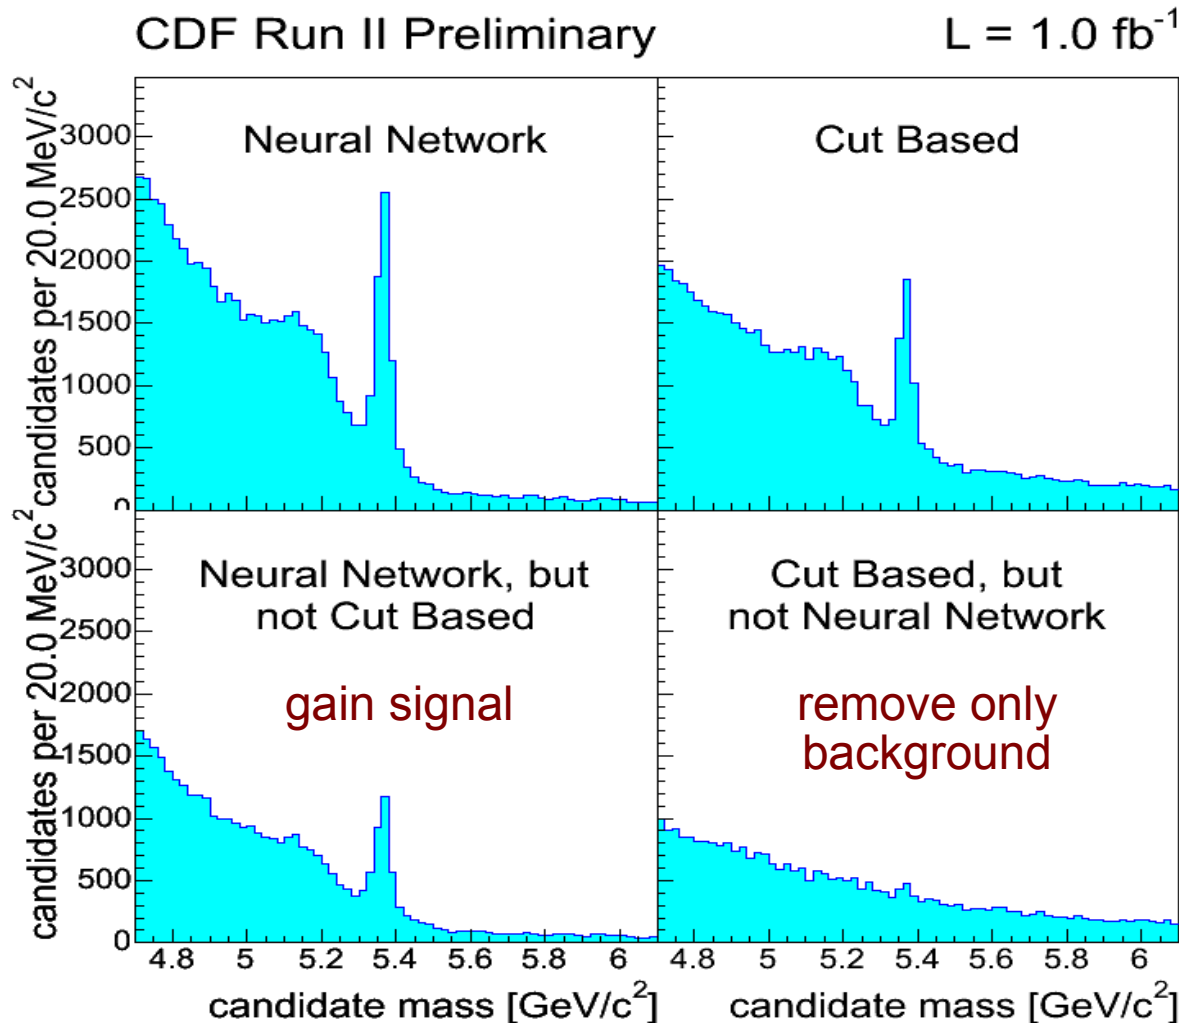 CDF Run II Preliminary
L = 1.0 fb⁻¹
candidates per 20.0 MeV/c²
3000
2500
2000
1500
1000
500
0
Neural Network
Cut Based
candidates per 20.0 MeV/c²
3000
2500
2000
1500
1000
500
0
Neural Network, but
not Cut Based
gain signal
Cut Based, but
not Neural Network
remove only
background
4.8 5 5.2 5.4 5.6 5.8 6
4.8 5 5.2 5.4 5.6 5.8 6
candidate mass [GeV/c²]
candidate mass [GeV/c²]